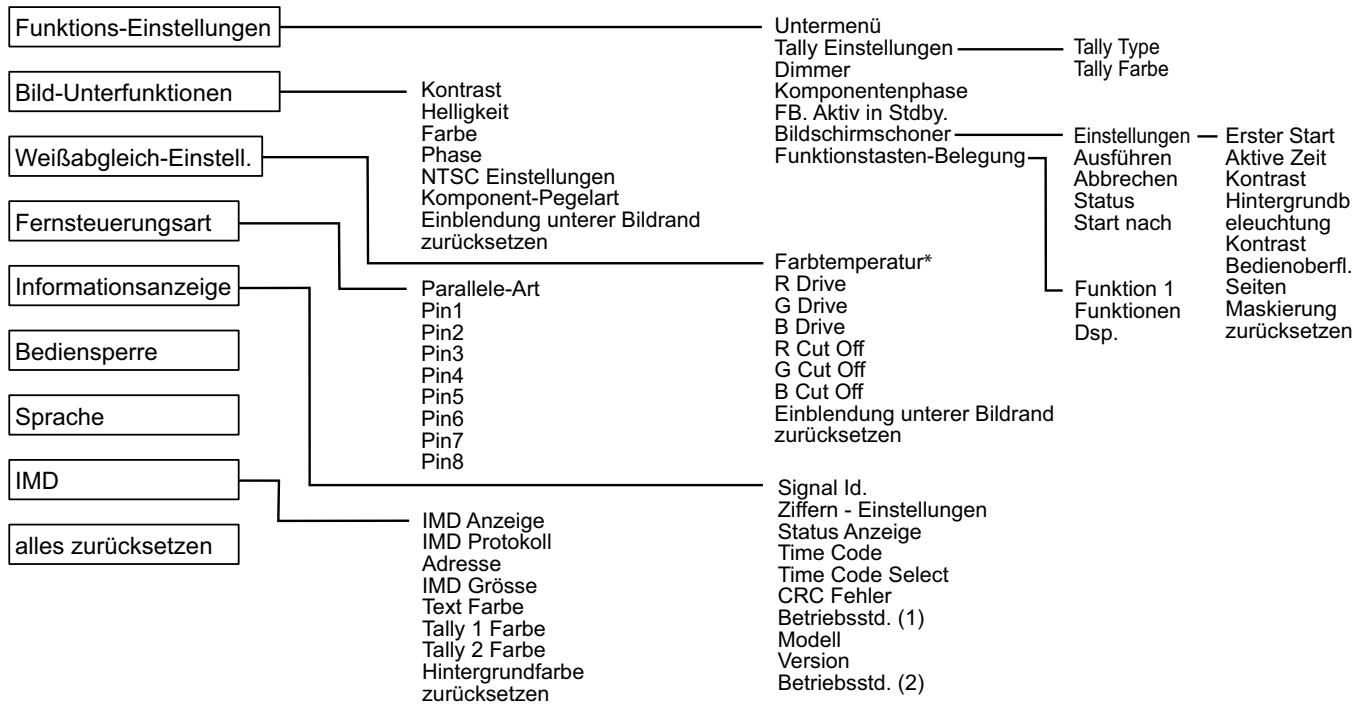 Funktions-Einstellungen
Bild-Unterfunktionen
Weißabgleich-Einstell.
Fernsteuerungsart
Informationsanzeige
Bediensperre
Sprache
IMD
alles zurücksetzen
Kontrast
Helligkeit
Farbe
Phase
NTSC Einstellungen
Komponent-Pegelart
Einblendung unterer Bildrand
zurücksetzen
Parallele-Art
Pin1
Pin2
Pin3
Pin4
Pin5
Pin6
Pin7
Pin8
IMD Anzeige
IMD Protokoll
Adresse
IMD Grösse
Text Farbe
Tally 1 Farbe
Tally 2 Farbe
Hintergrundfarbe
zurücksetzen
Untermenü
Tally Einstellungen
Dimmer
Komponentenphase
FB. Aktiv in Stdby.
Bildschirmschoner
Funktionstasten-Belegung
Farbtemperatur*
R Drive
G Drive
B Drive
R Cut Off
G Cut Off
B Cut Off
Einblendung unterer Bildrand
zurücksetzen
Signal Id.
Ziffern - Einstellungen
Status Anzeige
Time Code
Time Code Select
CRC Fehler
Betriebsstd. (1)
Modell
Version
Betriebsstd. (2)
Tally Type
Tally Farbe
Einstellungen
Ausführen
Abbrechen
Status
Start nach
Funktion 1
Funktionen
Dsp.
Erster Start
Aktive Zeit
Kontrast
Hintergrundb
eleuchtung
Kontrast
Bedienoberfl.
Seiten
Maskierung
zurücksetzen